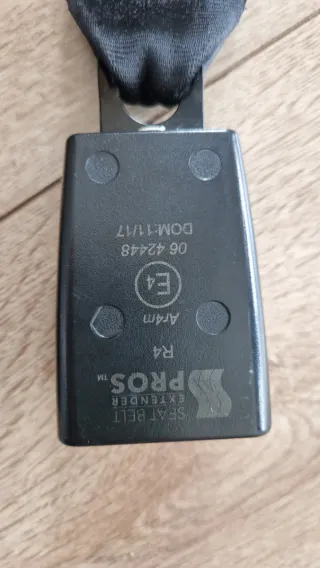 SEAT BELT
EXTENDER
PROS™
R4
Ar4m
E4
06 42448
DOM:11/17